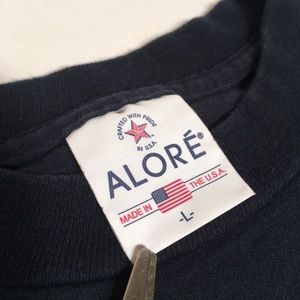 CRAFTED WITH PRIDE
IN U.S.A.
ALORÉ®
MADE IN THE U.S.A.
-L-